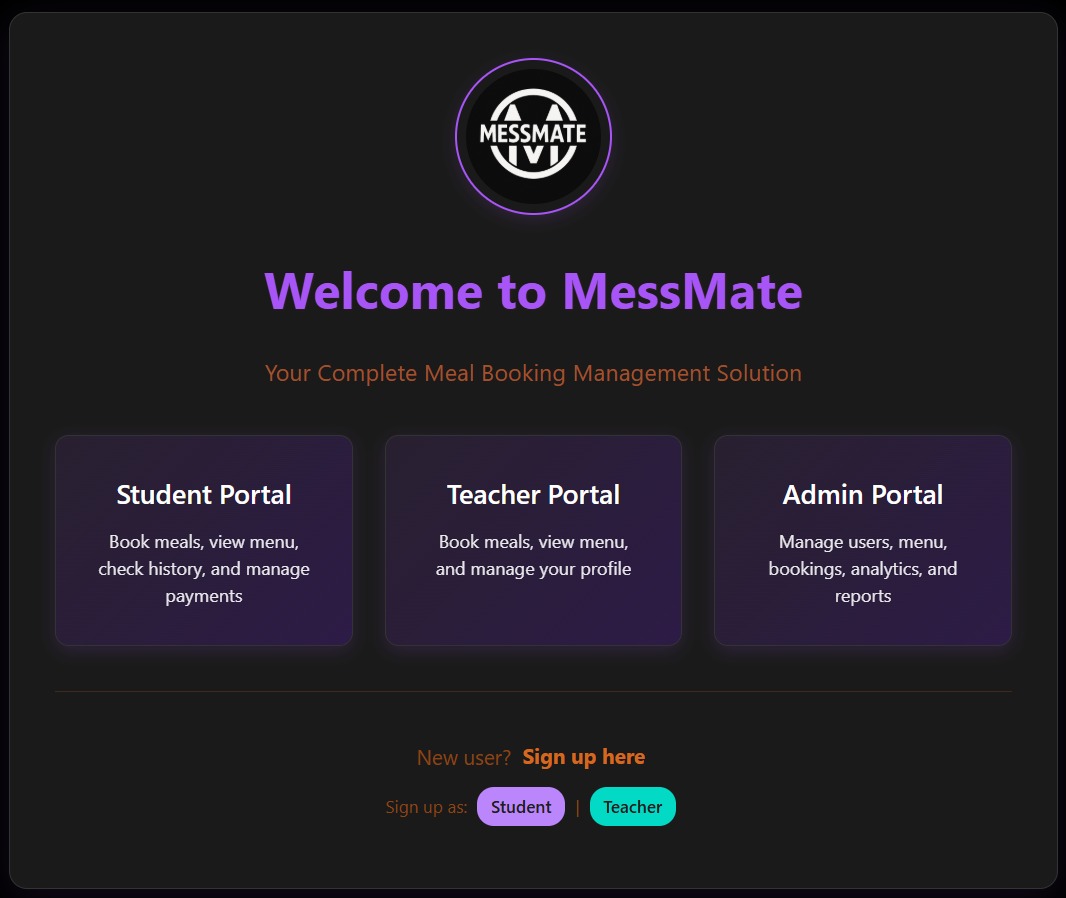 MESSMATE
Welcome to MessMate
Your Complete Meal Booking Management Solution
Student Portal
Book meals, view menu,
check history, and manage
payments
Teacher Portal
Book meals, view menu,
and manage your profile
Admin Portal
Manage users, menu,
bookings, analytics, and
reports
New user? Sign up here
Sign up as: Student | Teacher